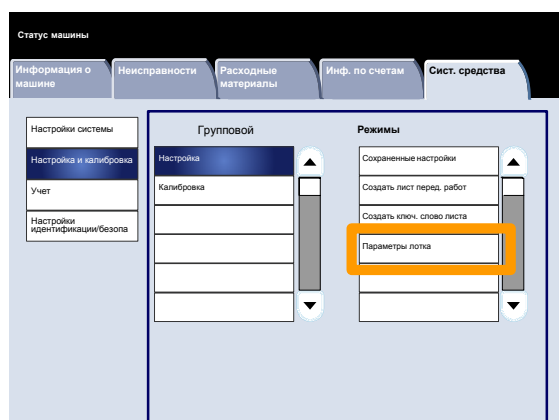 Статус машины
Информация о
машине
Неисправности
Расходные
материалы
Инф. по счетам
Сист. средства
Настройки системы
Настройка и калибровка
Учет
Настройки
идентификации/безопа
Групповой
Настройка
Калибровка
Режимы
Сохраненные настройки
Создать лист перед. работ
Создать ключ. слово листа
Параметры лотка